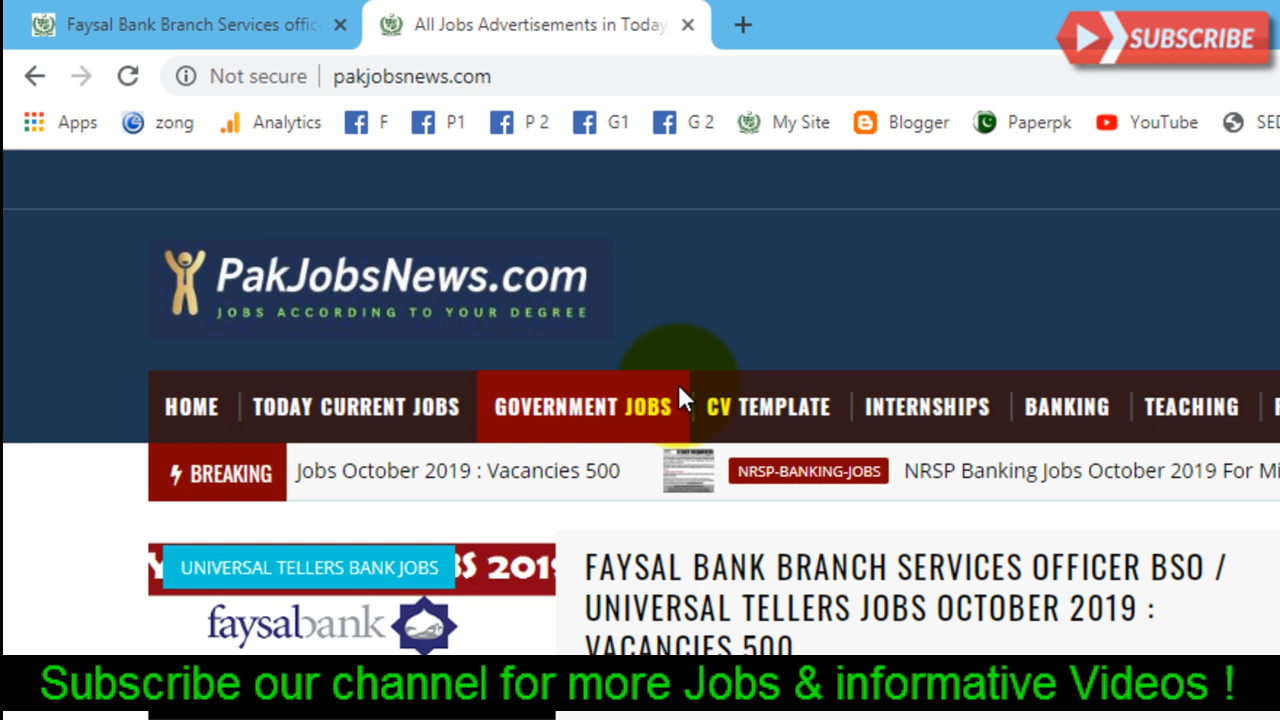 Faysal Bank Branch Services offic
All Jobs Advertisements in Today
SUBSCRIBE
Not secure
pakjobsnews.com
Apps zong Analytics F P1 P 2 G1 G 2 My Site Blogger Paperpk YouTube SEO
PakJobsNews.com
JOBS ACCORDING TO YOUR DEGREE
HOME TODAY CURRENT JOBS GOVERNMENT JOBS CV TEMPLATE INTERNSHIPS BANKING TEACHING
BREAKING Jobs October 2019 : Vacancies 500 NRSP-BANKING-JOBS NRSP Banking Jobs October 2019 For Mi
UNIVERSAL TELLERS BANK JOBS
2019
faysalbank
FAYSAL BANK BRANCH SERVICES OFFICER BSO /
UNIVERSAL TELLERS JOBS OCTOBER 2019 :
VACANCIES 500
Subscribe our channel for more Jobs & informative Videos !